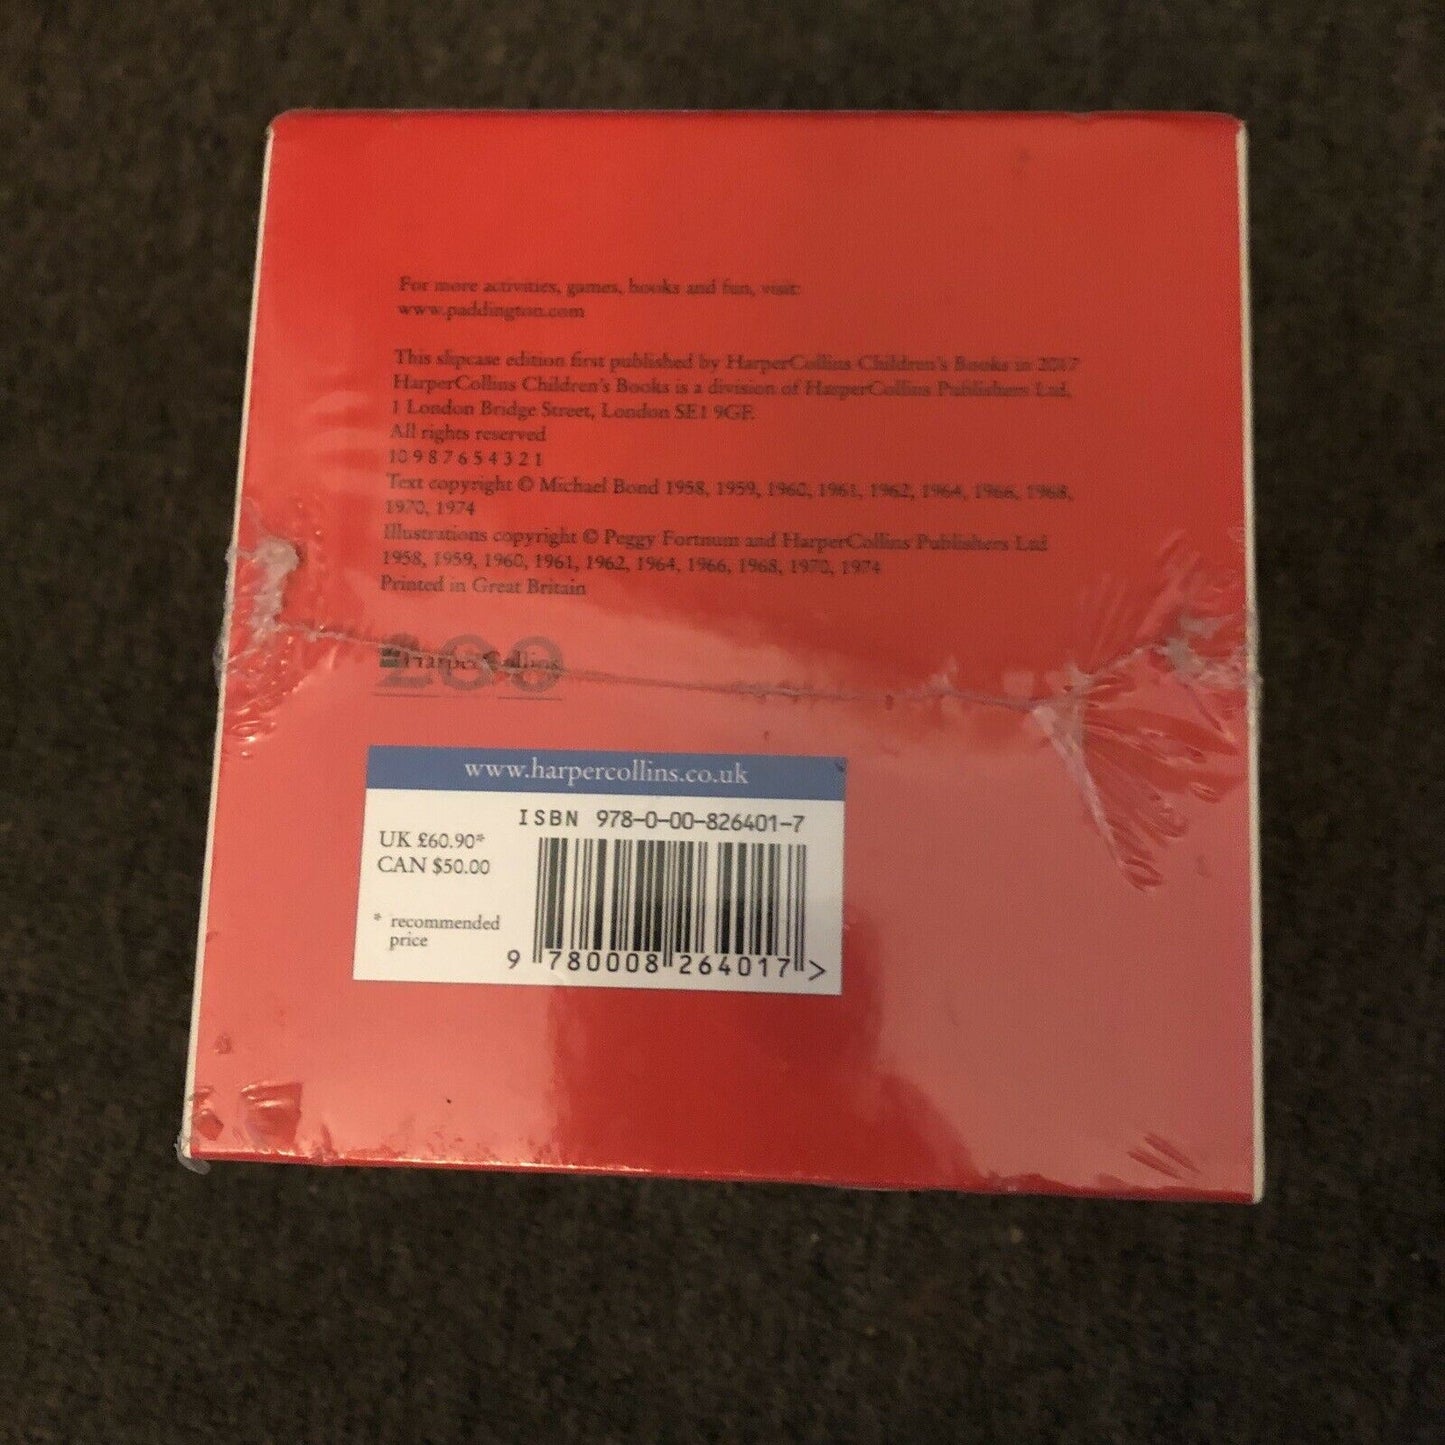 For more activities, games, books and fun, visit:
www.paddington.com
This slipcase edition first published by HarperCollins Children's Books in 2017
HarperCollins Children's Books is a division of HarperCollins Publishers Ltd,
1 London Bridge Street, London SE1 9GF.
All rights reserved
10 9 8 7 6 5 4 3 2 1
Text copyright © Michael Bond 1958, 1959, 1960, 1961, 1962, 1964, 1966, 1968,
1970, 1974
Illustrations copyright © Peggy Fortnum and HarperCollins Publishers Ltd
1958, 1959, 1960, 1961, 1962, 1964, 1966, 1968, 1970, 1974
Printed in Great Britain
200
HarperCollins
www.harpercollins.co.uk
ISBN 978-0-00-826401-7
UK £60.90*
CAN $50.00
* recommended
price
9 780008 264017 >